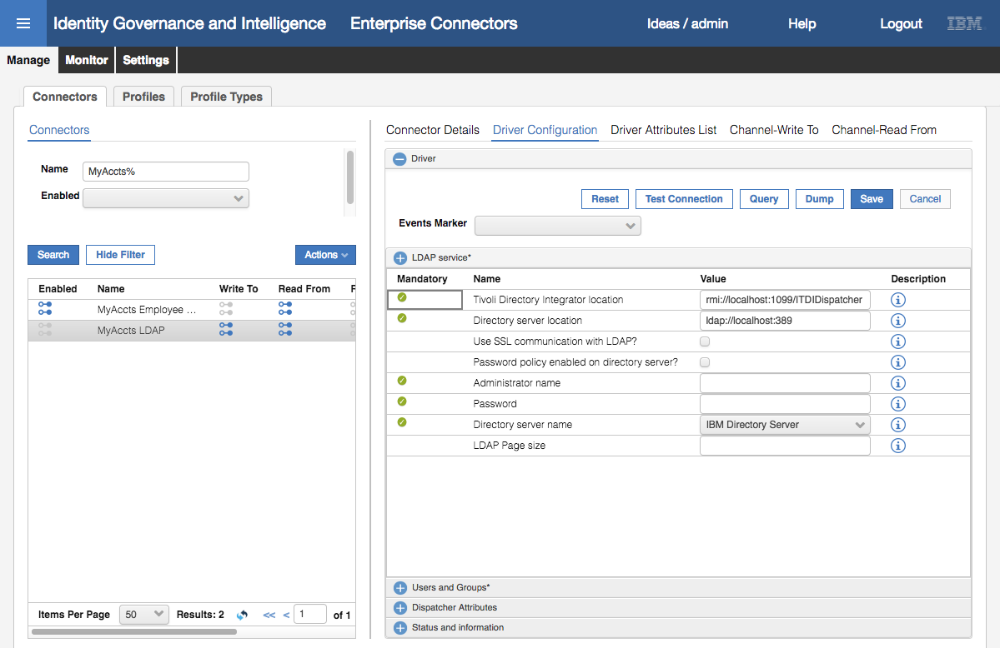 Identity Governance and Intelligence Enterprise Connectors Ideas / admin Help Logout IBM
Manage Monitor Settings
Connectors Profiles Profile Types
Connectors
Name MyAccts%
Enabled
Search Hide Filter Actions
Enabled Name Write To Read From
MyAccts Employee ...
MyAccts LDAP
Items Per Page 50 Results: 2 << < 1 of 1
Connector Details Driver Configuration Driver Attributes List Channel-Write To Channel-Read From
Driver
Reset Test Connection Query Dump Save Cancel
Events Marker
LDAP service*
Mandatory Name Value Description
Tivoli Directory Integrator location rmi://localhost:1099/ITDIDispatcher
Directory server location ldap://localhost:389
Use SSL communication with LDAP?
Password policy enabled on directory server?
Administrator name
Password
Directory server name IBM Directory Server
LDAP Page size
Users and Groups*
Dispatcher Attributes
Status and information